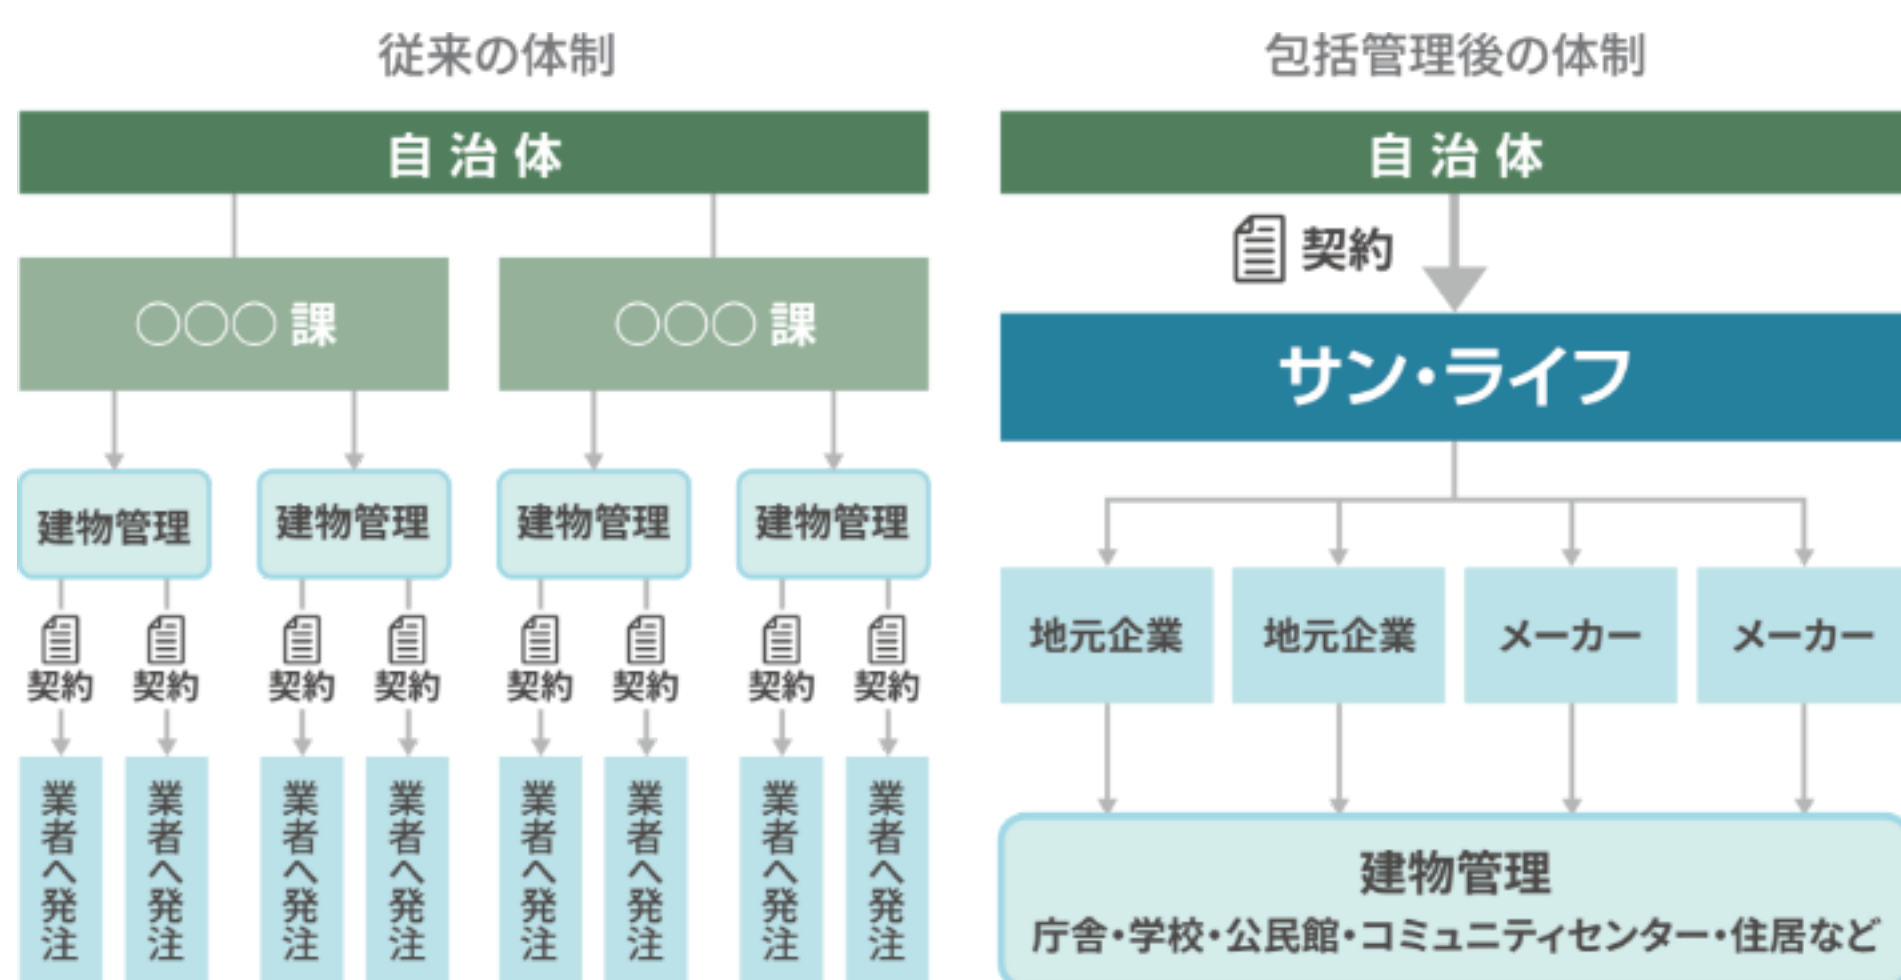 従来の体制
自治体
○○○課
○○○課
建物管理
建物管理
建物管理
建物管理
契約
契約
契約
契約
契約
契約
契約
契約
業者へ発注
業者へ発注
業者へ発注
業者へ発注
業者へ発注
業者へ発注
業者へ発注
業者へ発注
包括管理後の体制
自治体
契約
サン・ライフ
地元企業
地元企業
メーカー
メーカー
建物管理
庁舎・学校・公民館・コミュニティセンター・住居など